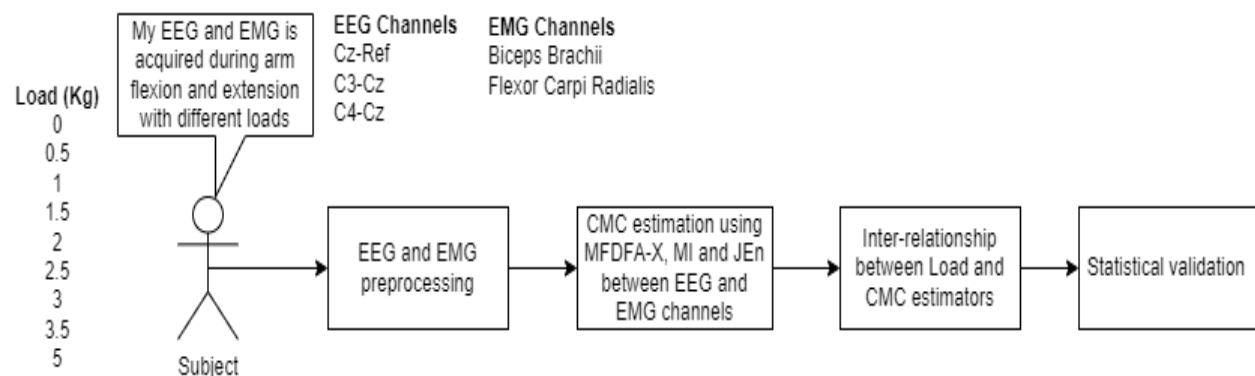 My EEG and EMG is
acquired during arm
flexion and extension
with different loads
EEG Channels
Cz-Ref
C3-Cz
C4-Cz
EMG Channels
Biceps Brachii
Flexor Carpi Radialis
Load (Kg)
0
0.5
1
1.5
2
2.5
3
3.5
5
Subject
EEG and EMG
preprocessing
CMC estimation using
MFDFA-X, MI and JEn
between EEG and
EMG channels
Inter-relationship
between Load and
CMC estimators
Statistical validation